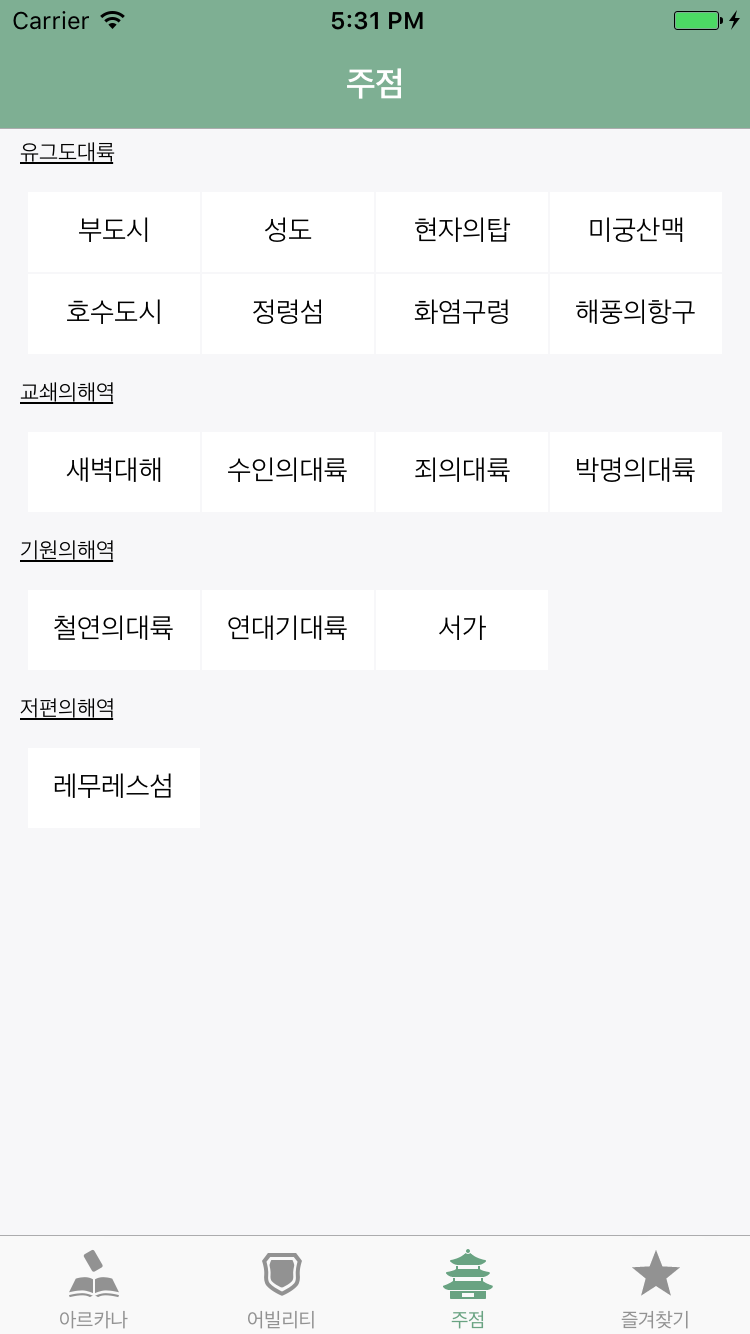 Carrier 5:31 PM
주점
유그도대륙
부도시 성도 현자의탑 미궁산맥
호수도시 정령섬 화염구령 해풍의항구
교쇄의해역
새벽대해 수인의대륙 죄의대륙 박명의대륙
기원의해역
철연의대륙 연대기대륙 서가
저편의해역
레무레스섬
아르카나 어빌리티 주점 즐겨찾기